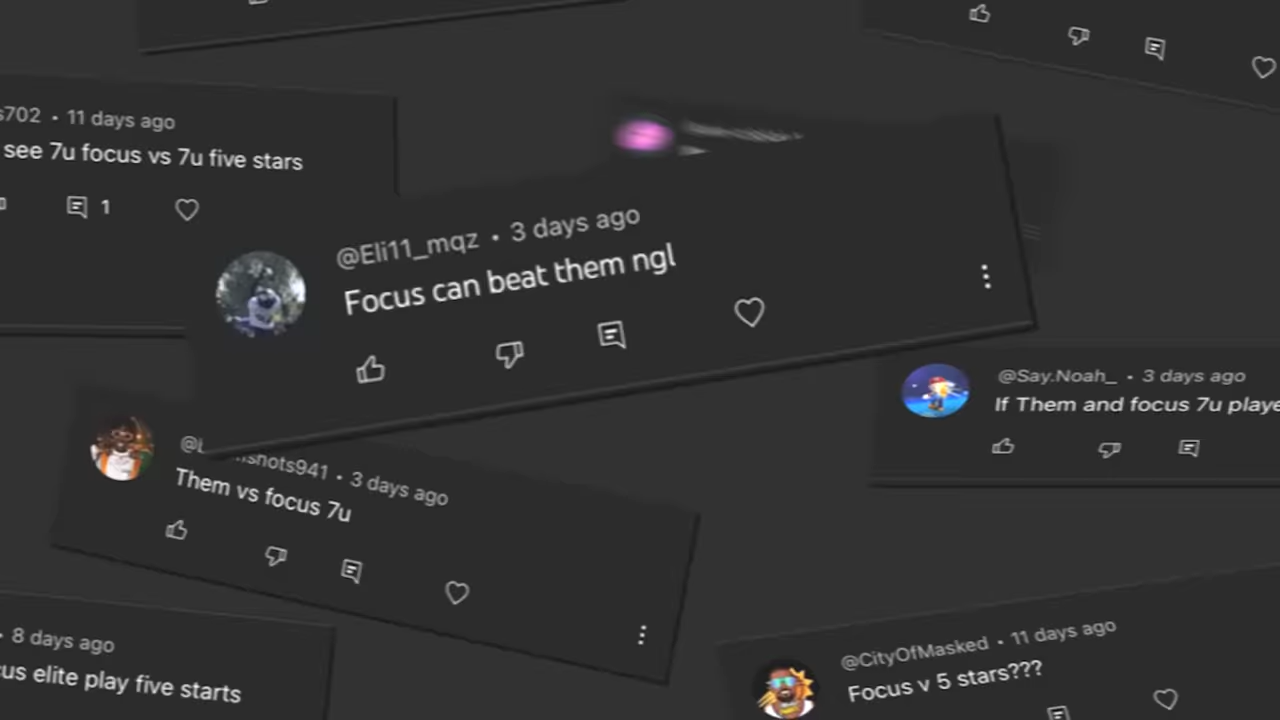 s702 • 11 days ago
see 7u focus vs 7u five stars
1
@Eli11_mqz • 3 days ago
Focus can beat them ngl
@Say.Noah_ • 3 days ago
If Them and focus 7u playe
shots941 • 3 days ago
Them vs focus 7u
• 8 days ago
cus elite play five starts
@CityOfMasked • 11 days ago
Focus v 5 stars???